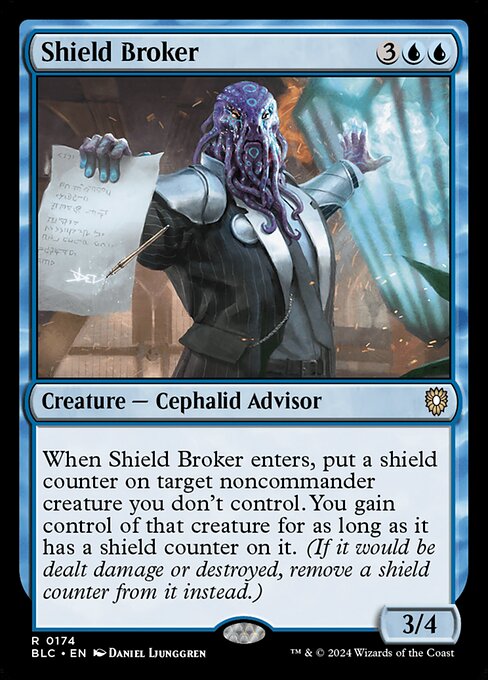 Shield Broker 3
Creature — Cephalid Advisor
When Shield Broker enters, put a shield
counter on target noncommander
creature you don't control. You gain
control of that creature for as long as it
has a shield counter on it. (If it would be
dealt damage or destroyed, remove a shield
counter from it instead.)
3/4
R 0174
BLC • EN Daniel Ljunggren
™ & © 2024 Wizards of the Coast